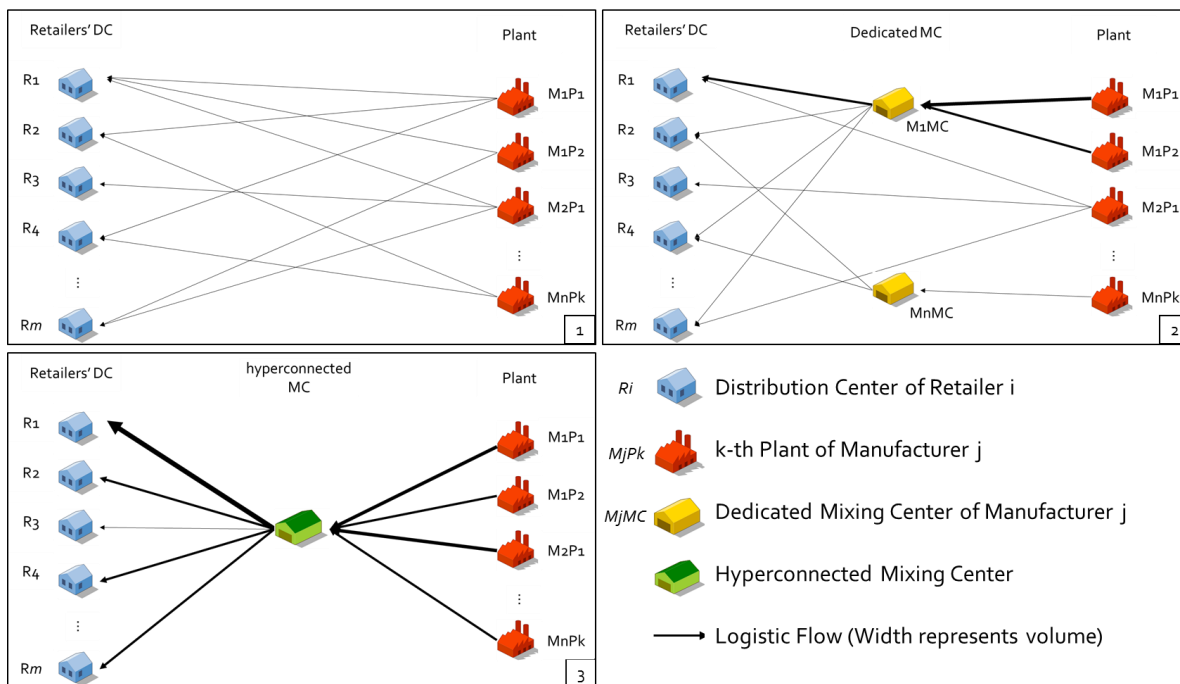 Retailers' DC
Plant
R1
M1P1
R2
M1P2
R3
M2P1
R4
...
...
MnPk
Rm
1
Retailers' DC
Dedicated MC
Plant
R1
M1P1
M1MC
R2
M1P2
R3
M2P1
R4
...
...
MnPk
MnMC
Rm
2
Retailers' DC
hyperconnected
MC
Plant
R1
M1P1
R2
M1P2
R3
M2P1
R4
...
...
MnPk
Rm
3
Ri Distribution Center of Retailer i
MjPk k-th Plant of Manufacturer j
MjMC Dedicated Mixing Center of Manufacturer j
Hyperconnected Mixing Center
Logistic Flow (Width represents volume)